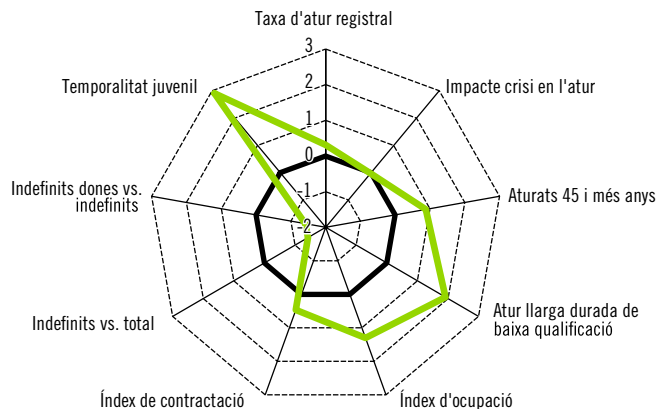 Taxa d'atur registral
3
2
1
0
-1
-2
Impacte crisi en l'atur
Aturats 45 i més anys
Atur llarga durada de
baixa qualificació
Índex d'ocupació
Índex de contractació
Indefinits vs. total
Indefinits dones vs.
indefinits
Temporalitat juvenil